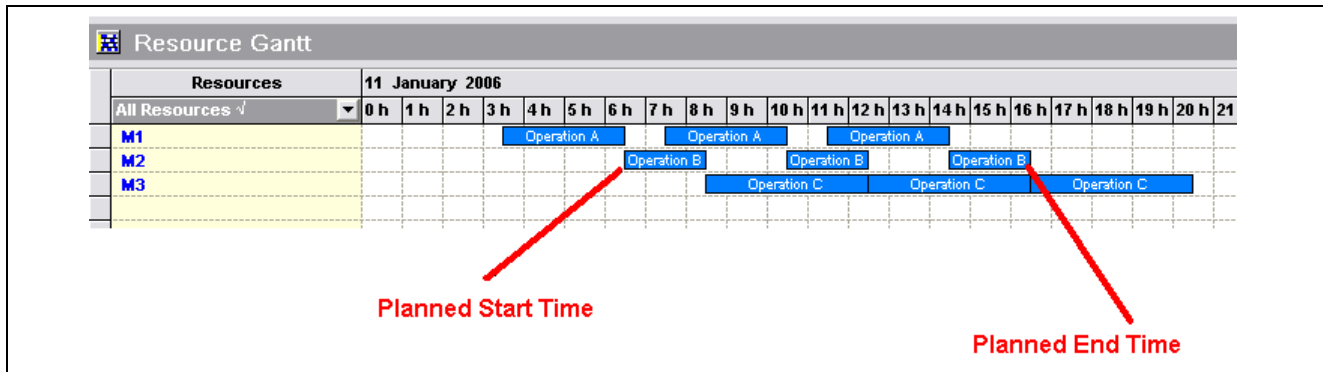 Resource Gantt
Resources 11 January 2006
All Resources √ 0 h 1 h 2 h 3 h 4 h 5 h 6 h 7 h 8 h 9 h 10 h 11 h 12 h 13 h 14 h 15 h 16 h 17 h 18 h 19 h 20 h 21
M1 Operation A Operation A Operation A
M2 Operation B Operation B Operation B
M3 Operation C Operation C Operation C
Planned Start Time
Planned End Time